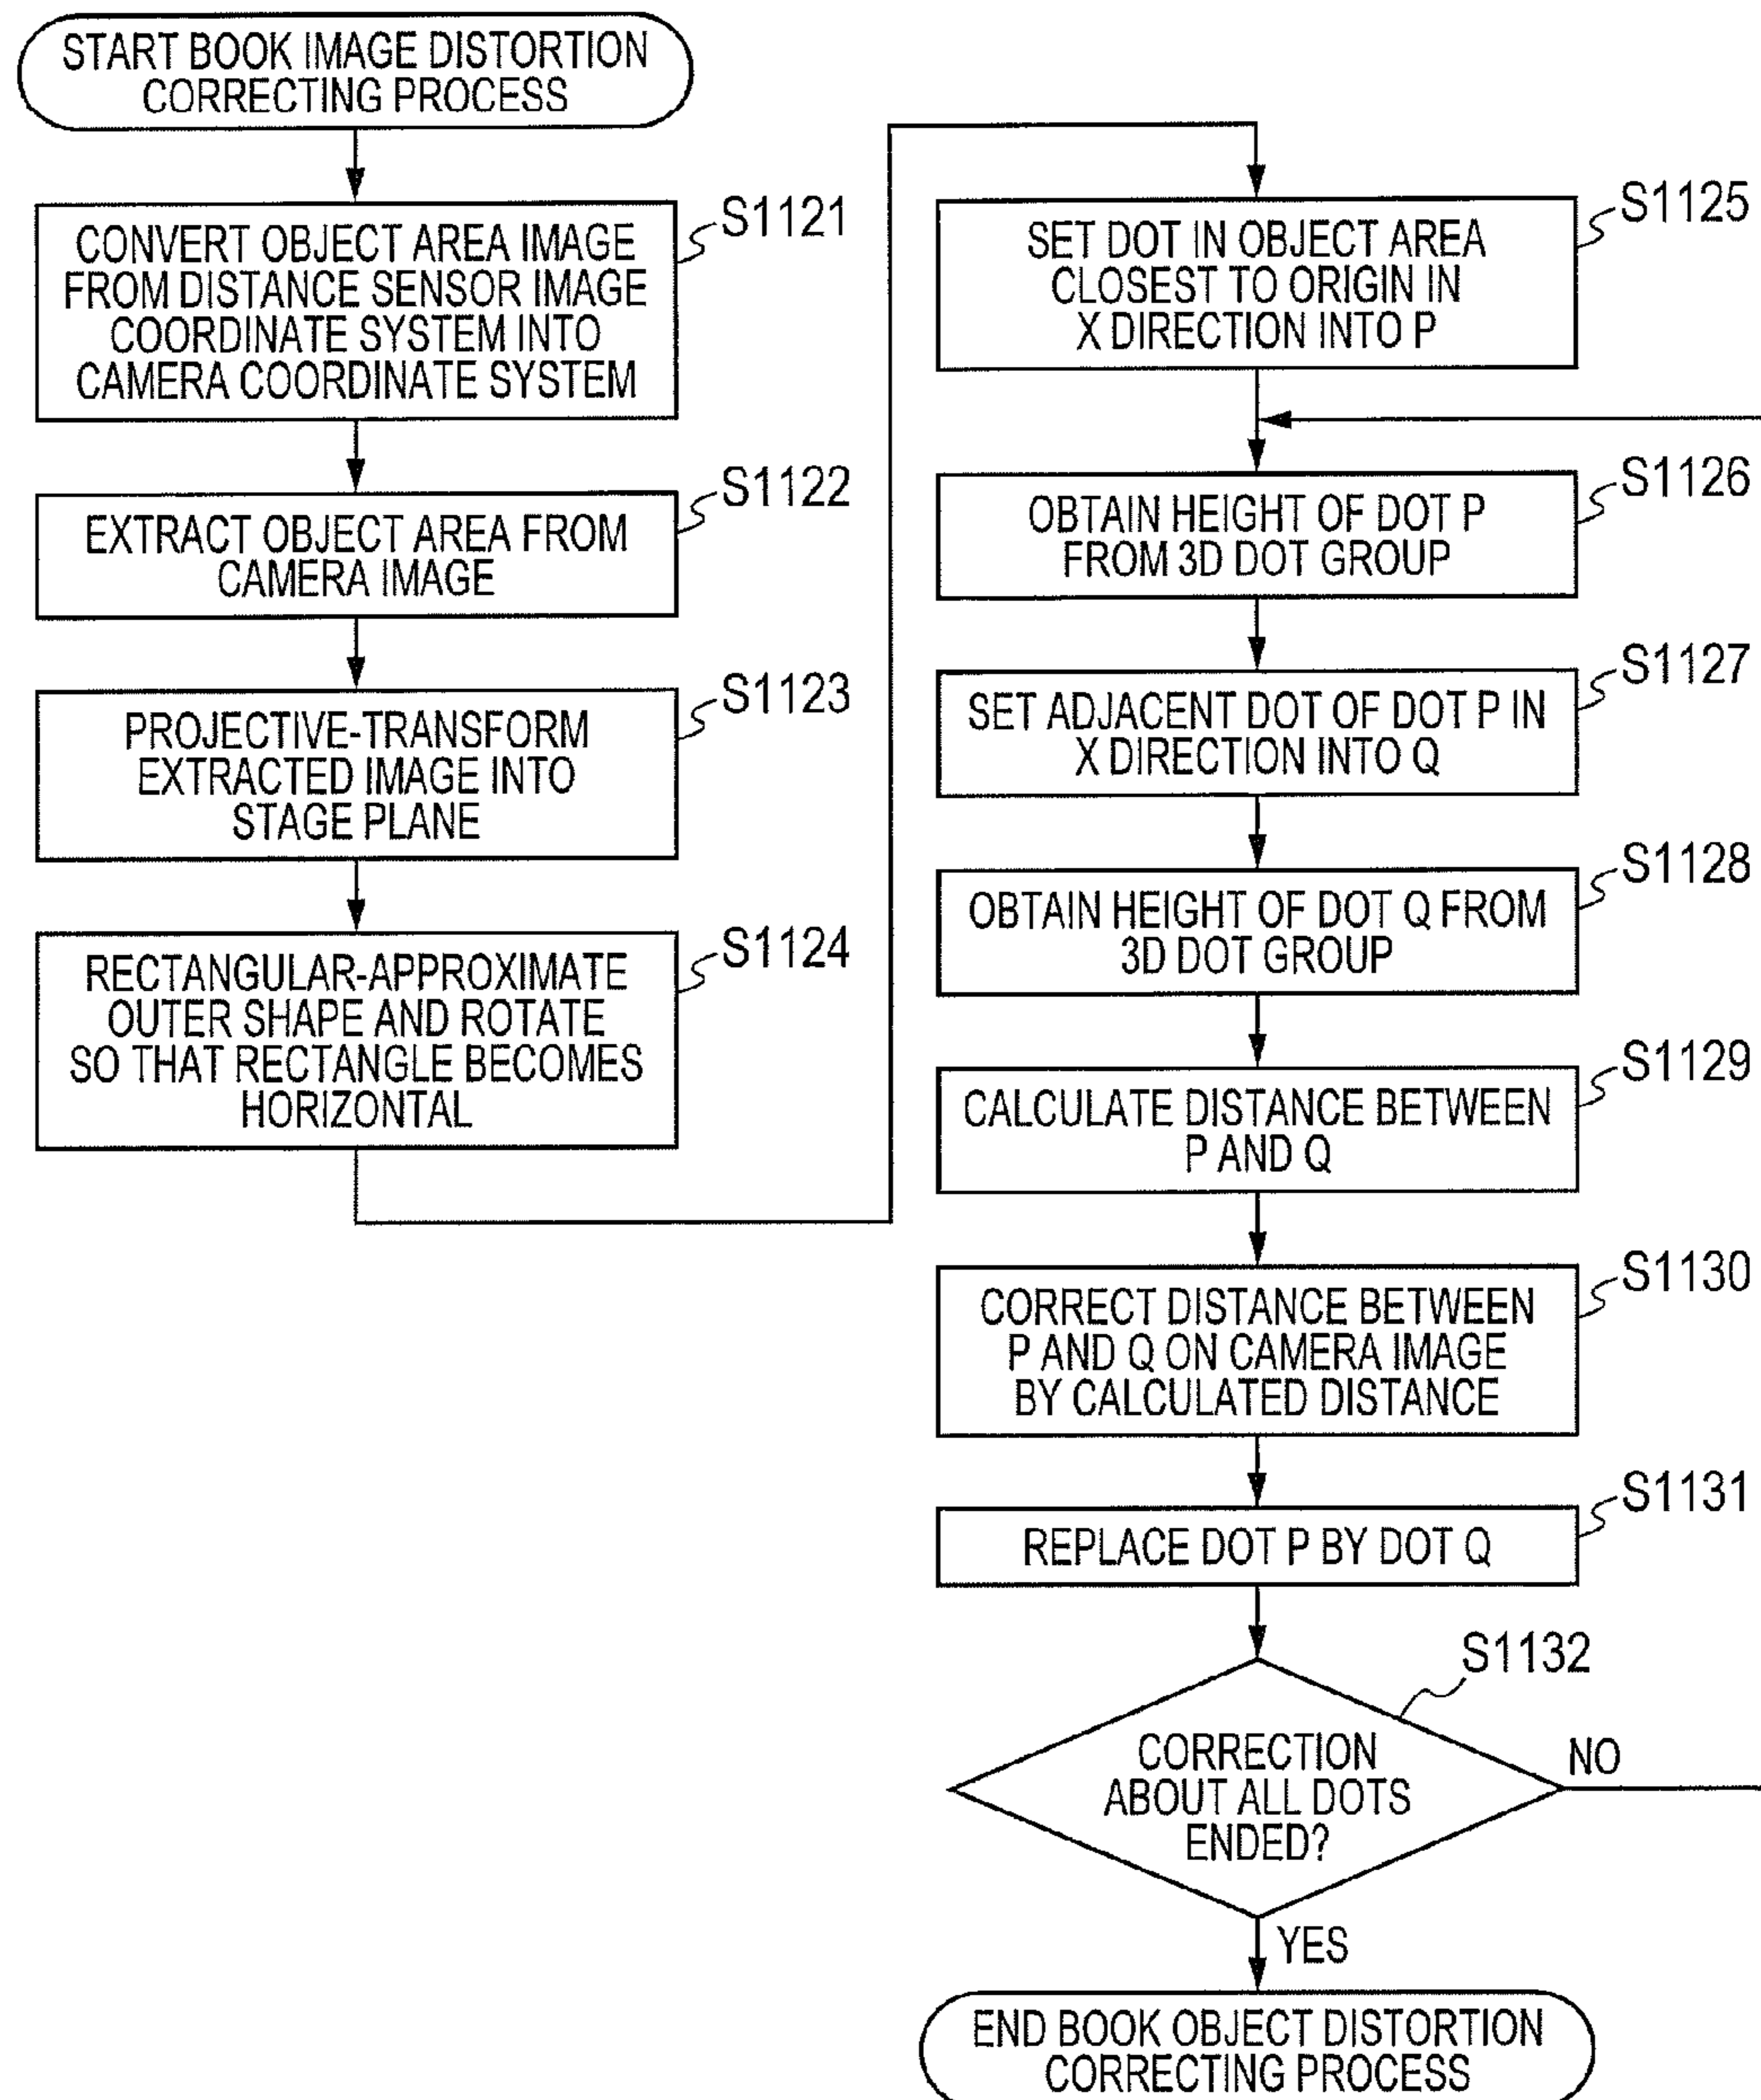 START BOOK IMAGE DISTORTION
CORRECTING PROCESS
S1121
CONVERT OBJECT AREA IMAGE
FROM DISTANCE SENSOR IMAGE
COORDINATE SYSTEM INTO
CAMERA COORDINATE SYSTEM
S1122
EXTRACT OBJECT AREA FROM
CAMERA IMAGE
S1123
PROJECTIVE-TRANSFORM
EXTRACTED IMAGE INTO
STAGE PLANE
S1124
RECTANGULAR-APPROXIMATE
OUTER SHAPE AND ROTATE
SO THAT RECTANGLE BECOMES
HORIZONTAL
S1125
SET DOT IN OBJECT AREA
CLOSEST TO ORIGIN IN
X DIRECTION INTO P
S1126
OBTAIN HEIGHT OF DOT P
FROM 3D DOT GROUP
S1127
SET ADJACENT DOT OF DOT P IN
X DIRECTION INTO Q
S1128
OBTAIN HEIGHT OF DOT Q FROM
3D DOT GROUP
S1129
CALCULATE DISTANCE BETWEEN
P AND Q
S1130
CORRECT DISTANCE BETWEEN
P AND Q ON CAMERA IMAGE
BY CALCULATED DISTANCE
S1131
REPLACE DOT P BY DOT Q
S1132
CORRECTION
ABOUT ALL DOTS
ENDED?
NO
YES
END BOOK OBJECT DISTORTION
CORRECTING PROCESS